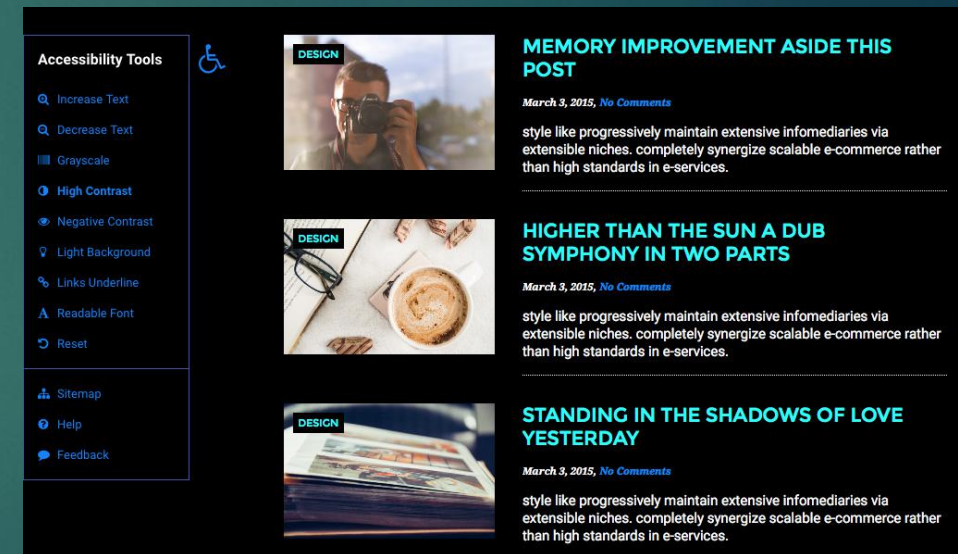 Accessibility Tools
Increase Text
Decrease Text
Grayscale
High Contrast
Negative Contrast
Light Background
Links Underline
Readable Font
Reset
Sitemap
Help
Feedback
DESIGN
MEMORY IMPROVEMENT ASIDE THIS
POST
March 3, 2015, No Comments
style like progressively maintain extensive infomediaries via
extensible niches. completely synergize scalable e-commerce rather
than high standards in e-services.
DESIGN
HIGHER THAN THE SUN A DUB
SYMPHONY IN TWO PARTS
March 3, 2015, No Comments
style like progressively maintain extensive infomediaries via
extensible niches. completely synergize scalable e-commerce rather
than high standards in e-services.
DESIGN
STANDING IN THE SHADOWS OF LOVE
YESTERDAY
March 3, 2015, No Comments
style like progressively maintain extensive infomediaries via
extensible niches. completely synergize scalable e-commerce rather
than high standards in e-services.